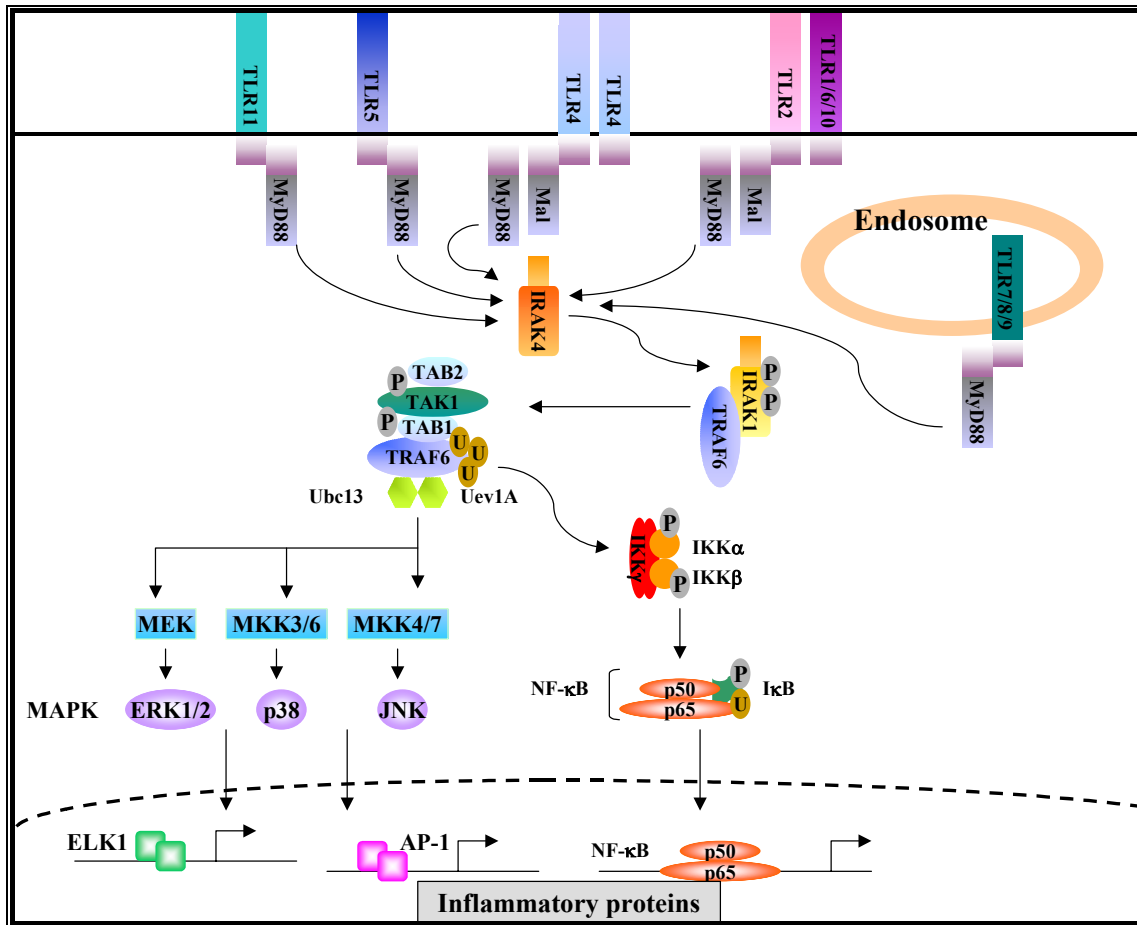 TLR11
TLR5
TLR4
TLR4
TLR2
TLR1/6/10
MyD88
MyD88
MyD88
Mal
MyD88
Mal
Endosome
TLR7/8/9
MyD88
IRAK4
IRAK1
P
P
TRAF6
P
TAB2
TAK1
P
TAB1
TRAF6
U
U
U
Ubc13
Uev1A
P
IKKγ
IKKα
P
IKKβ
MEK
MKK3/6
MKK4/7
NF-κB
p50
p65
P
U
IκB
MAPK
ERK1/2
p38
JNK
ELK1
AP-1
NF-κB
p50
p65
Inflammatory proteins